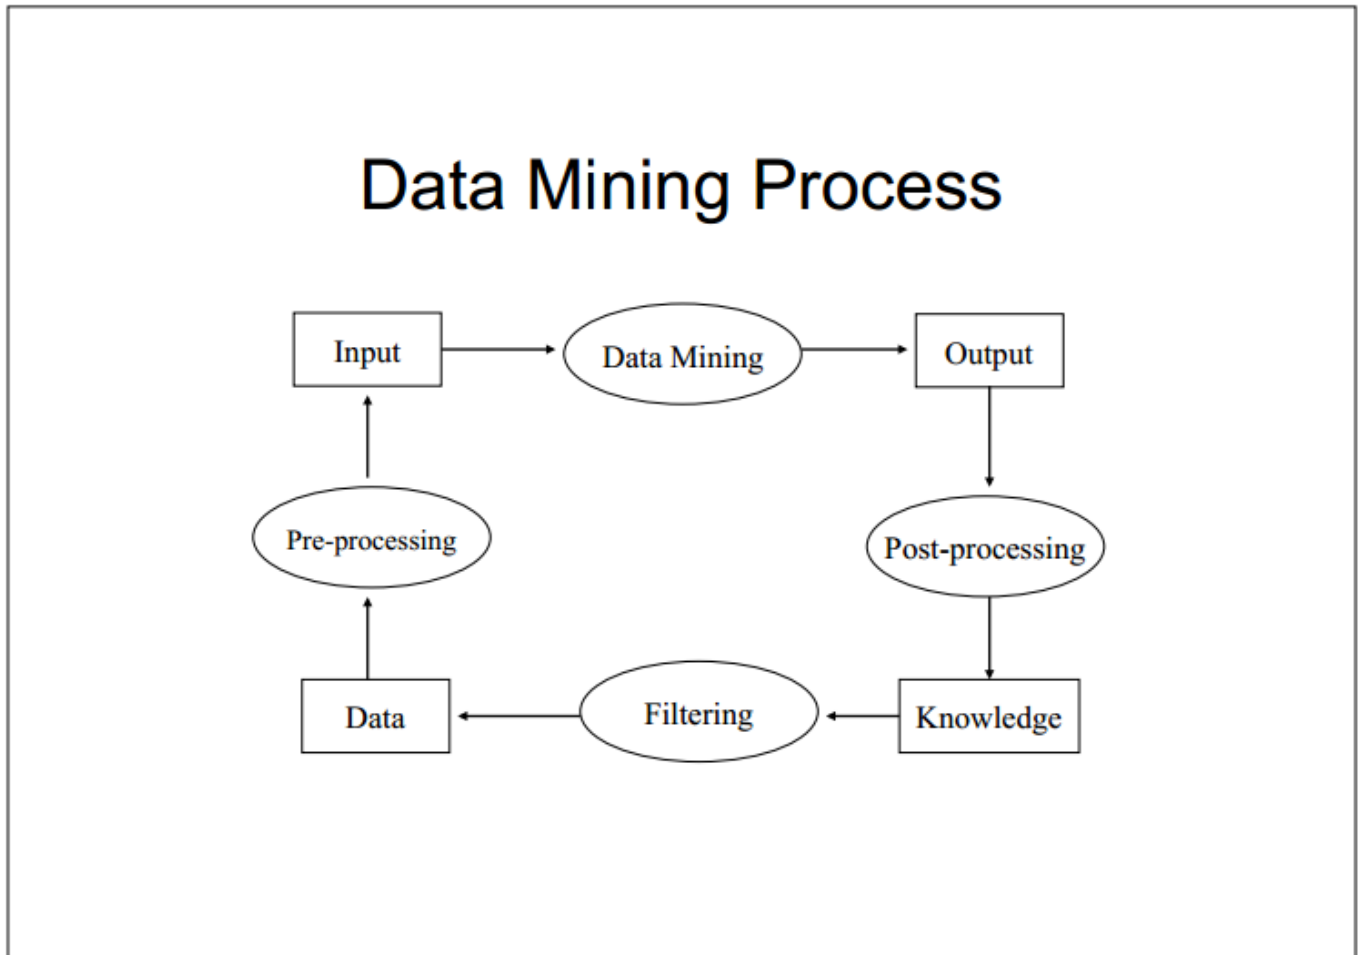 Data Mining Process
Input
Data Mining
Output
Pre-processing
Post-processing
Data
Filtering
Knowledge